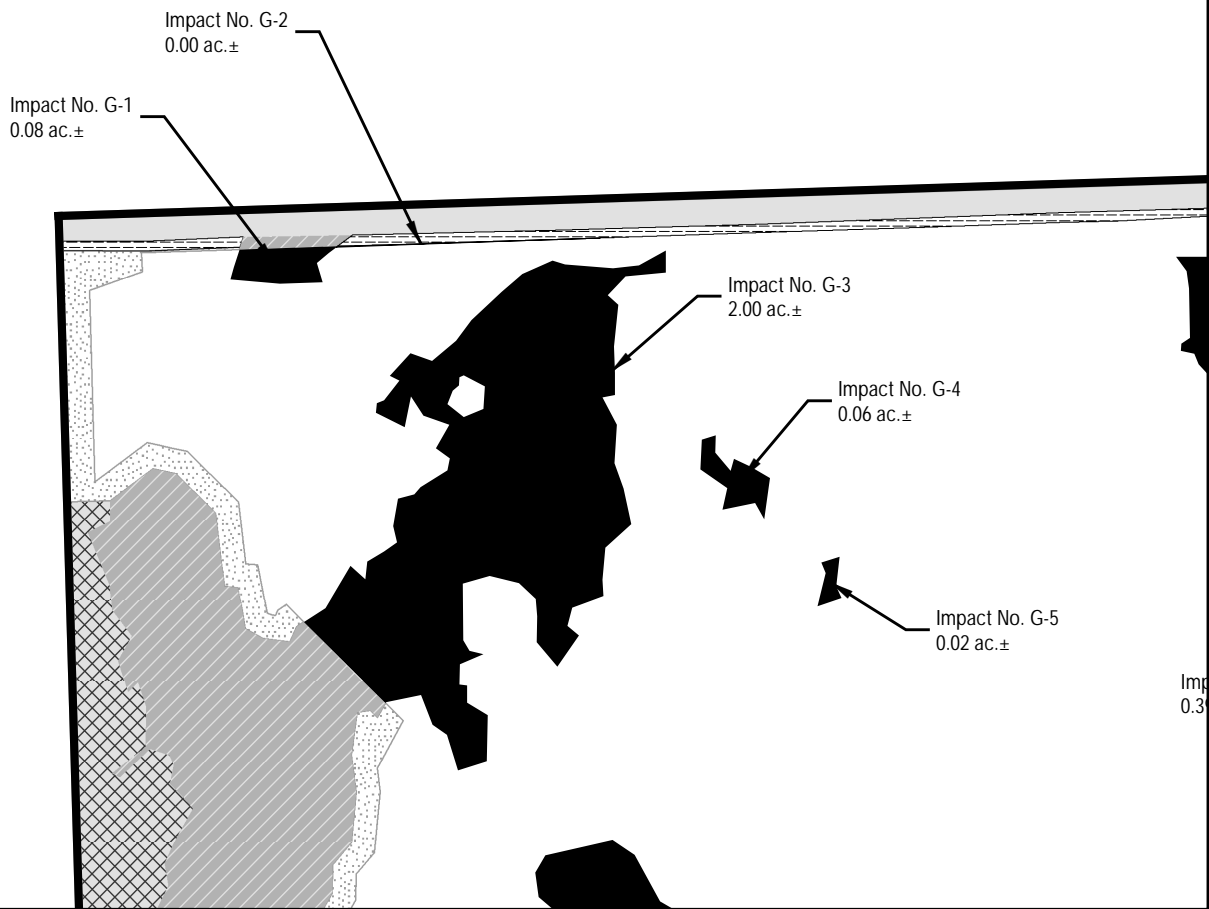 Impact No. G-2
0.00 ac.±
Impact No. G-1
0.08 ac.±
Impact No. G-3
2.00 ac.±
Impact No. G-4
0.06 ac.±
Impact No. G-5
0.02 ac.±